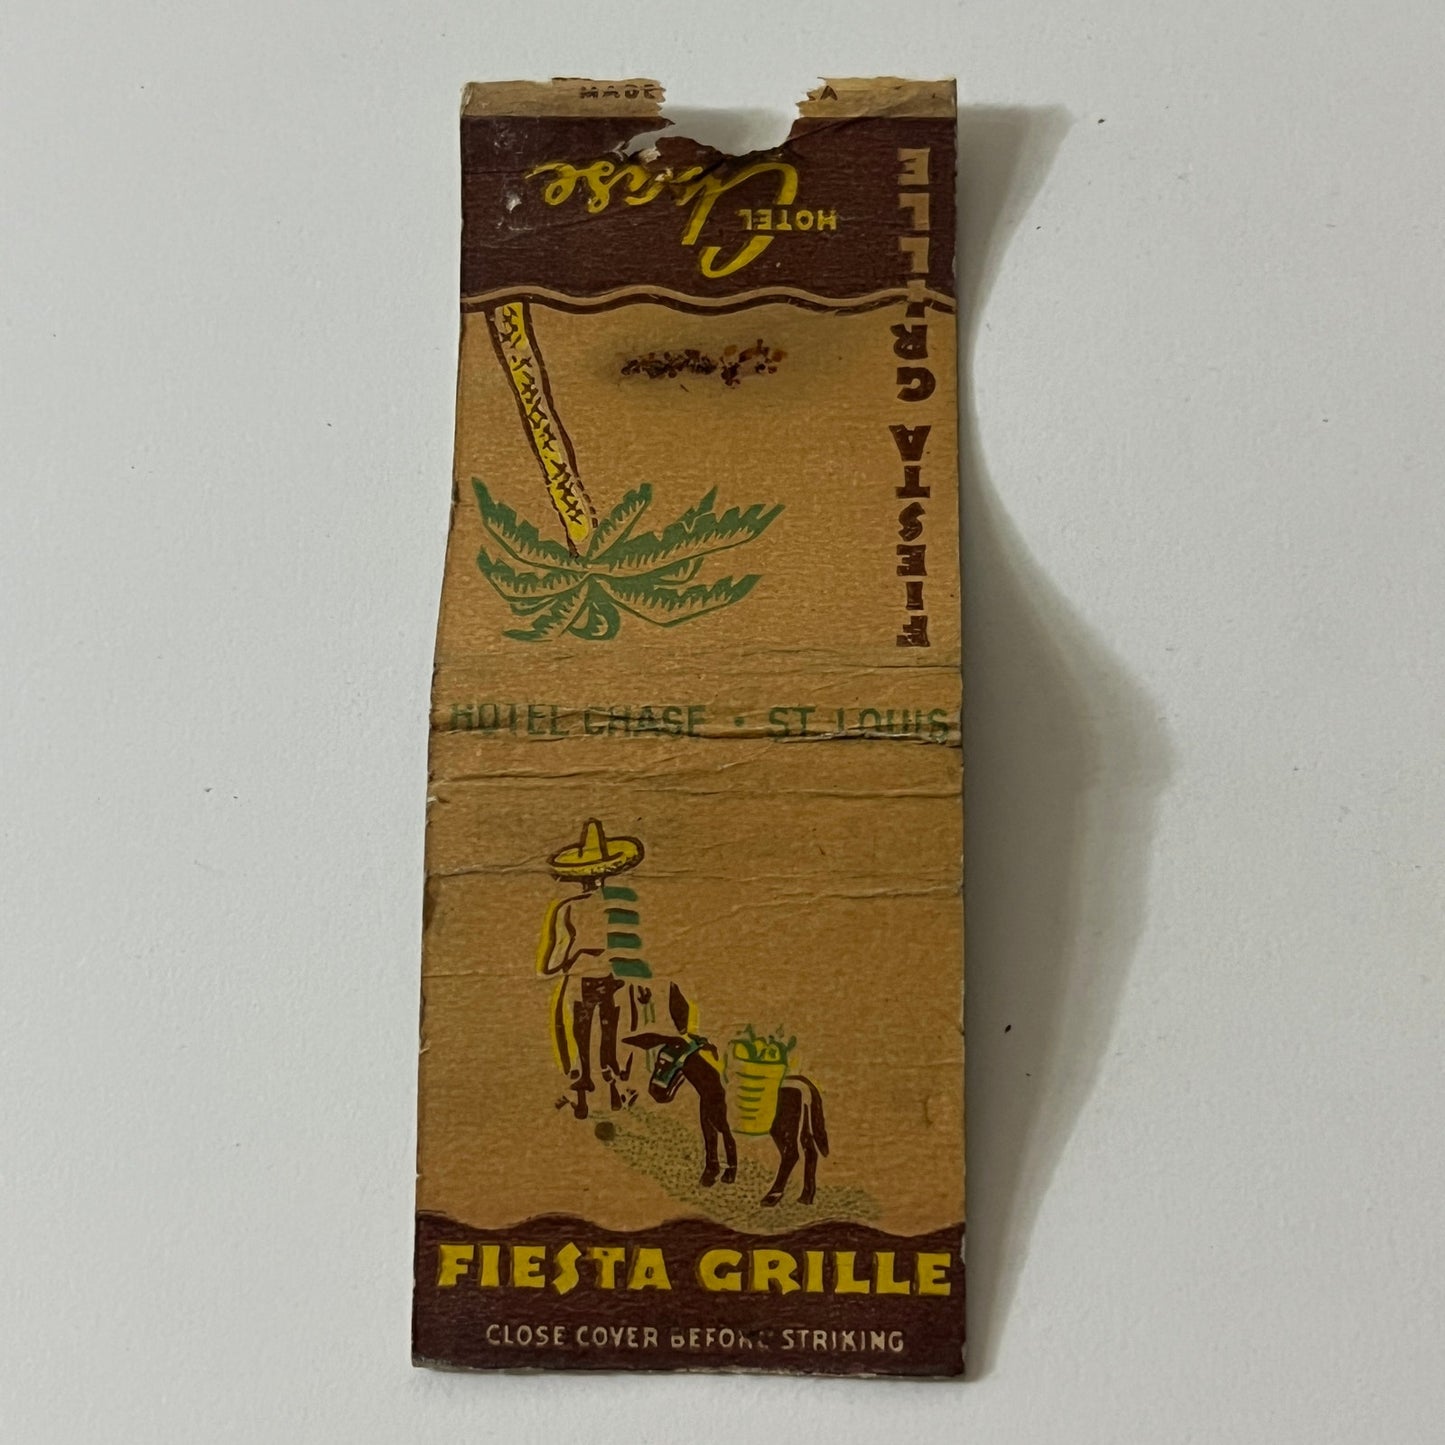 MADE A
HOTEL
Chase
FIESTA GRILLE
HOTEL CHASE · ST. LOUIS
FIESTA GRILLE
CLOSE COVER BEFORE STRIKING